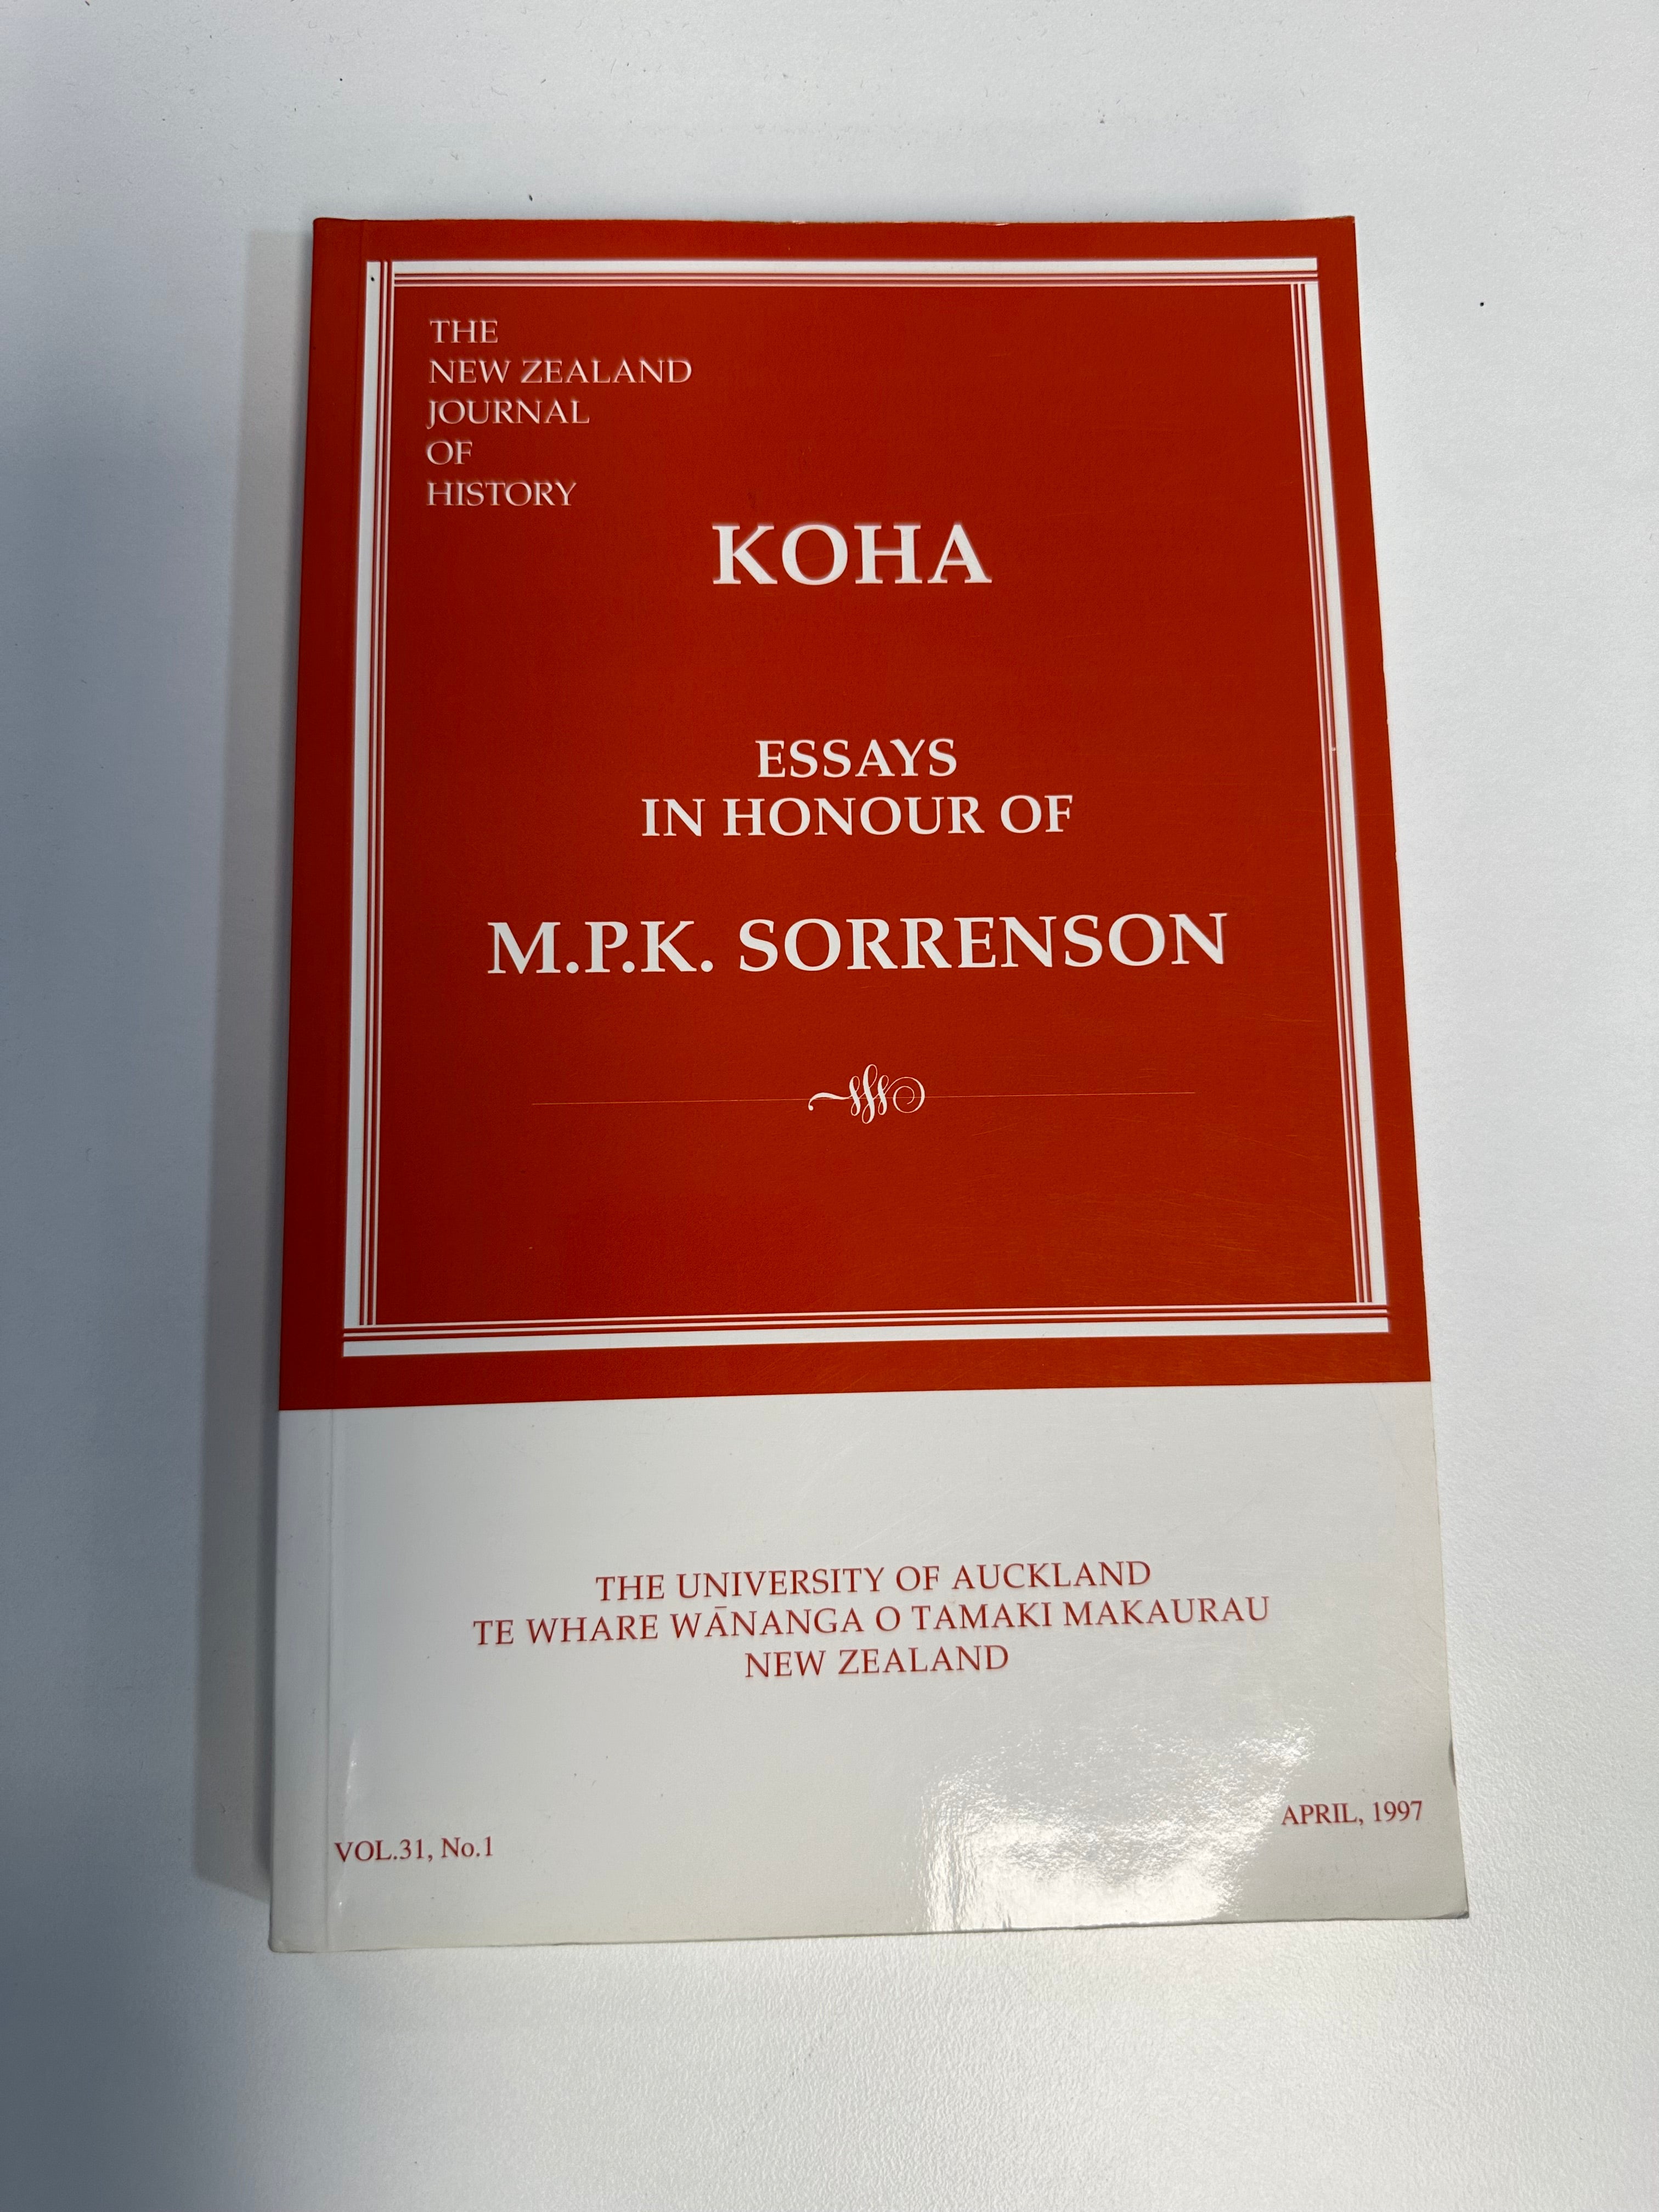 THE
NEW ZEALAND
JOURNAL
OF
HISTORY
KOHA
ESSAYS
IN HONOUR OF
M.P.K. SORRENSON
THE UNIVERSITY OF AUCKLAND
TE WHARE WĀNANGA O TAMAKI MAKAURAU
NEW ZEALAND
VOL.31, No.1
APRIL, 1997